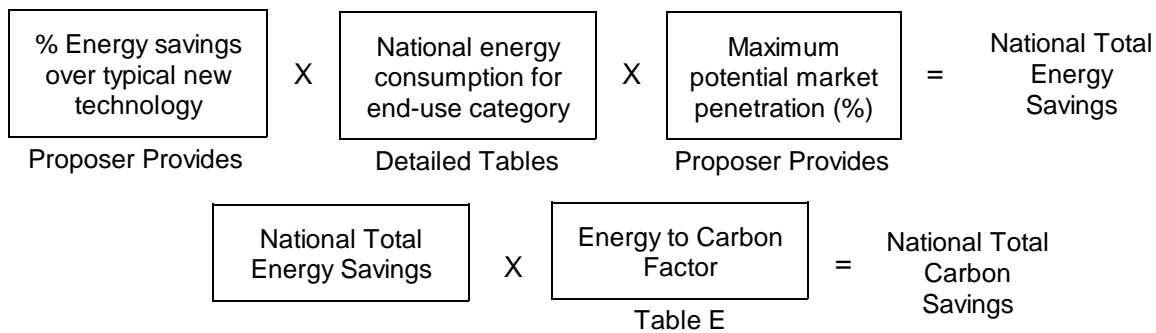 % Energy savings
over typical new
technology
X
National energy
consumption for
end-use category
X
Maximum
potential market
penetration (%)
=
National Total
Energy
Savings
Proposer Provides
Detailed Tables
Proposer Provides
National Total
Energy Savings
X
Energy to Carbon
Factor
=
National Total
Carbon
Savings
Table E